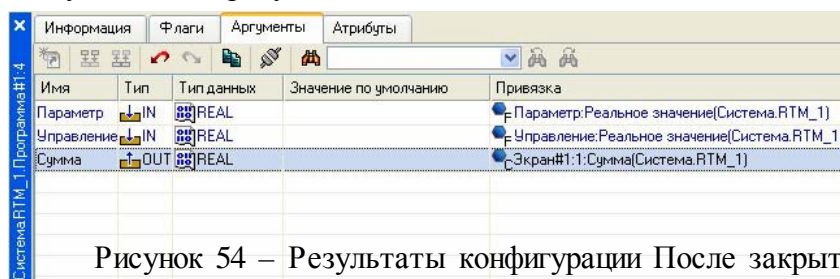 Информация Флаги Аргументы Атрибуты
Имя Тип Тип данных Значение по умолчанию Привязка
Параметр IN REAL Параметр:Реальное значение(Система.RTM_1)
Управление IN REAL Управление:Реальное значение(Система.RTM_1
Сумма OUT REAL Экран#1:1:Сумма(Система.RTM_1)
Система.RTM_1.Программа#1:4
Рисунок 54 – Результаты конфигурации После закрыт